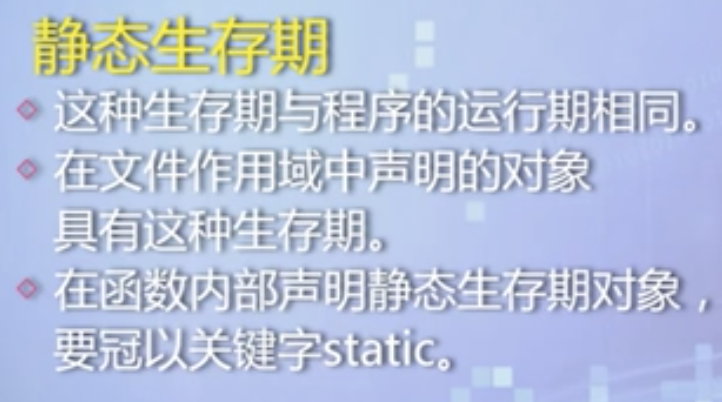 静态生存期
这种生存期与程序的运行期相同。
在文件作用域中声明的对象
具有这种生存期。
在函数内部声明静态生存期对象，
要冠以关键字static。